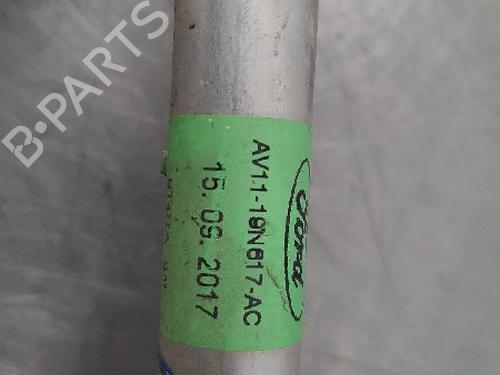 B-PARTS
Ford
AV11-19N617-AC
15. 09. 2017